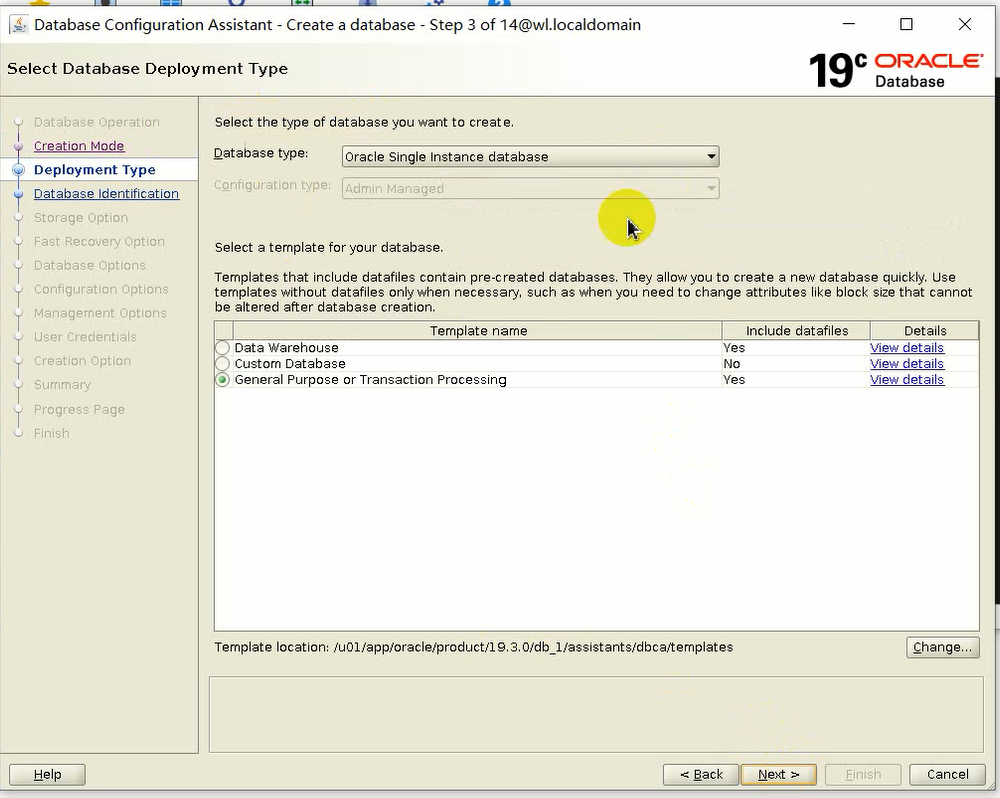 Database Configuration Assistant - Create a database - Step 3 of 14@wl.localdomain
Select Database Deployment Type
19c ORACLE Database
Database Operation
Creation Mode
Deployment Type
Database Identification
Storage Option
Fast Recovery Option
Database Options
Configuration Options
Management Options
User Credentials
Creation Option
Summary
Progress Page
Finish
Select the type of database you want to create.
Database type: Oracle Single Instance database
Configuration type: Admin Managed
Select a template for your database.
Templates that include datafiles contain pre-created databases. They allow you to create a new database quickly. Use
templates without datafiles only when necessary, such as when you need to change attributes like block size that cannot
be altered after database creation.
Template name Include datafiles Details
Data Warehouse Yes View details
Custom Database No View details
General Purpose or Transaction Processing Yes View details
Template location: /u01/app/oracle/product/19.3.0/db_1/assistants/dbca/templates Change...
Help < Back Next > Finish Cancel